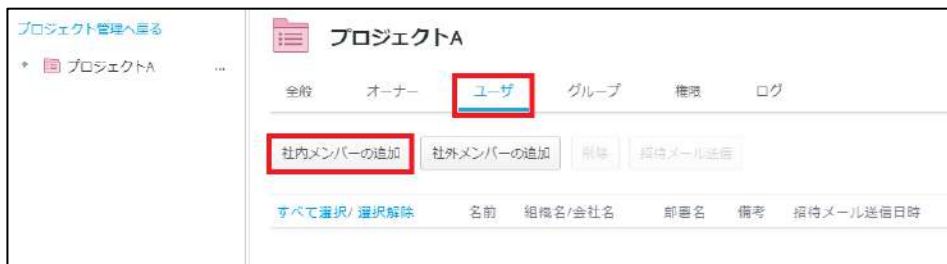 プロジェクト管理へ戻る
プロジェクトA
...
プロジェクトA
全般 オーナー ユーザ グループ 権限 ログ
社内メンバーの追加 社外メンバーの追加 削除 招待メール送信
すべて選択/ 選択解除 名前 組織名/会社名 部署名 備考 招待メール送信日時